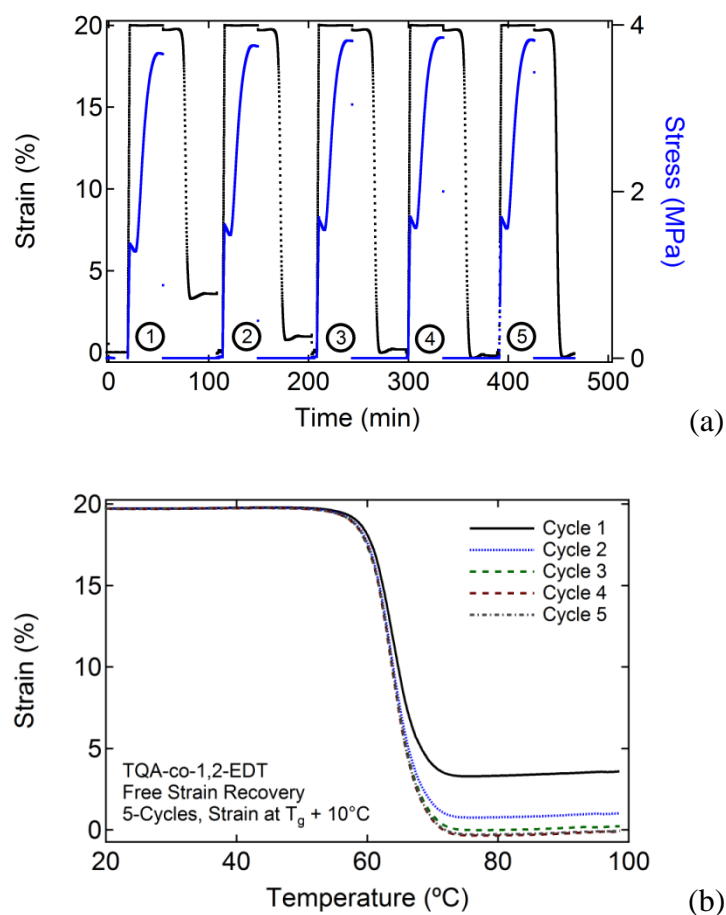 20
15
10
5
0
Strain (%)
4
2
0
Stress (MPa)
1
2
3
4
5
0
100
200
300
400
500
Time (min)
(a)
20
15
10
5
0
Strain (%)
Cycle 1
Cycle 2
Cycle 3
Cycle 4
Cycle 5
TQA-co-1,2-EDT
Free Strain Recovery
5-Cycles, Strain at Tg + 10°C
20
40
60
80
100
Temperature (ºC)
(b)